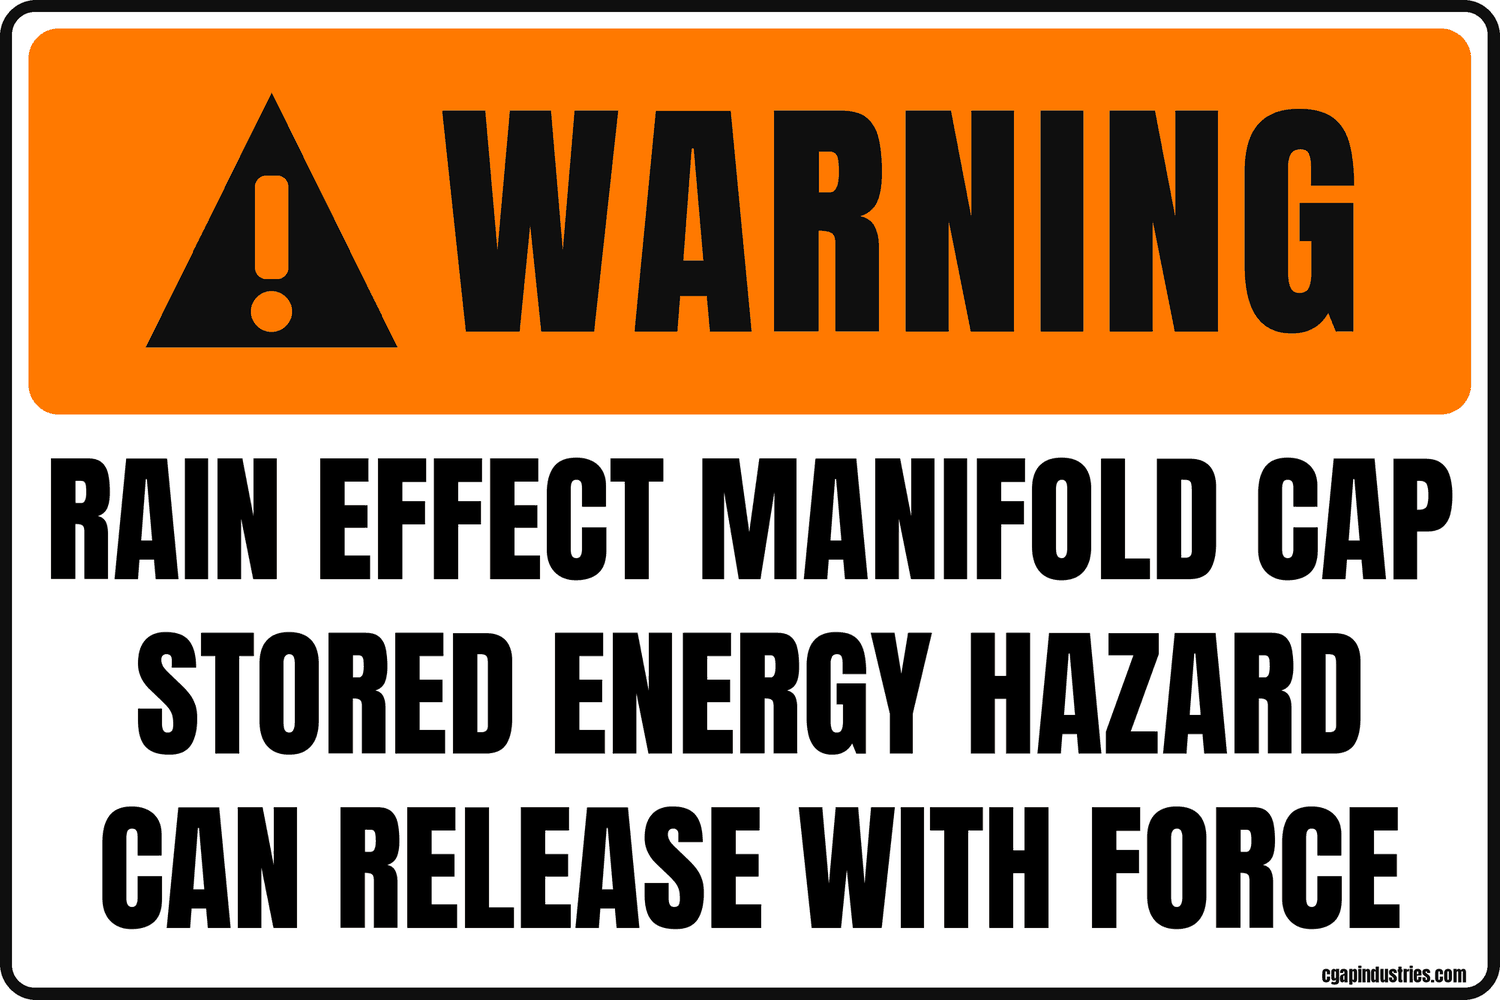 WARNING
RAIN EFFECT MANIFOLD CAP
STORED ENERGY HAZARD
CAN RELEASE WITH FORCE
cgapindustries.com